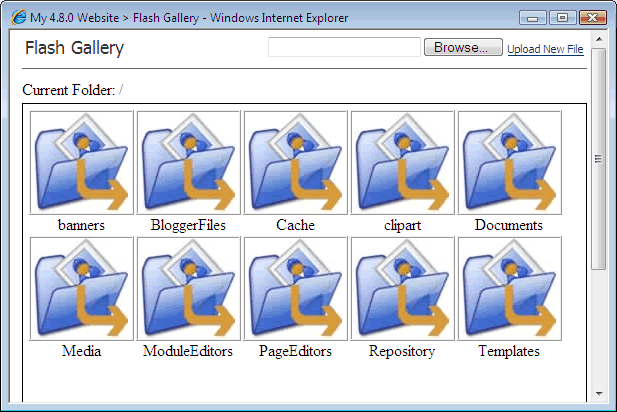 My 4.8.0 Website > Flash Gallery - Windows Internet Explorer
Flash Gallery Browse... Upload New File
Current Folder: /
banners BloggerFiles Cache clipart Documents
Media ModuleEditors PageEditors Repository Templates